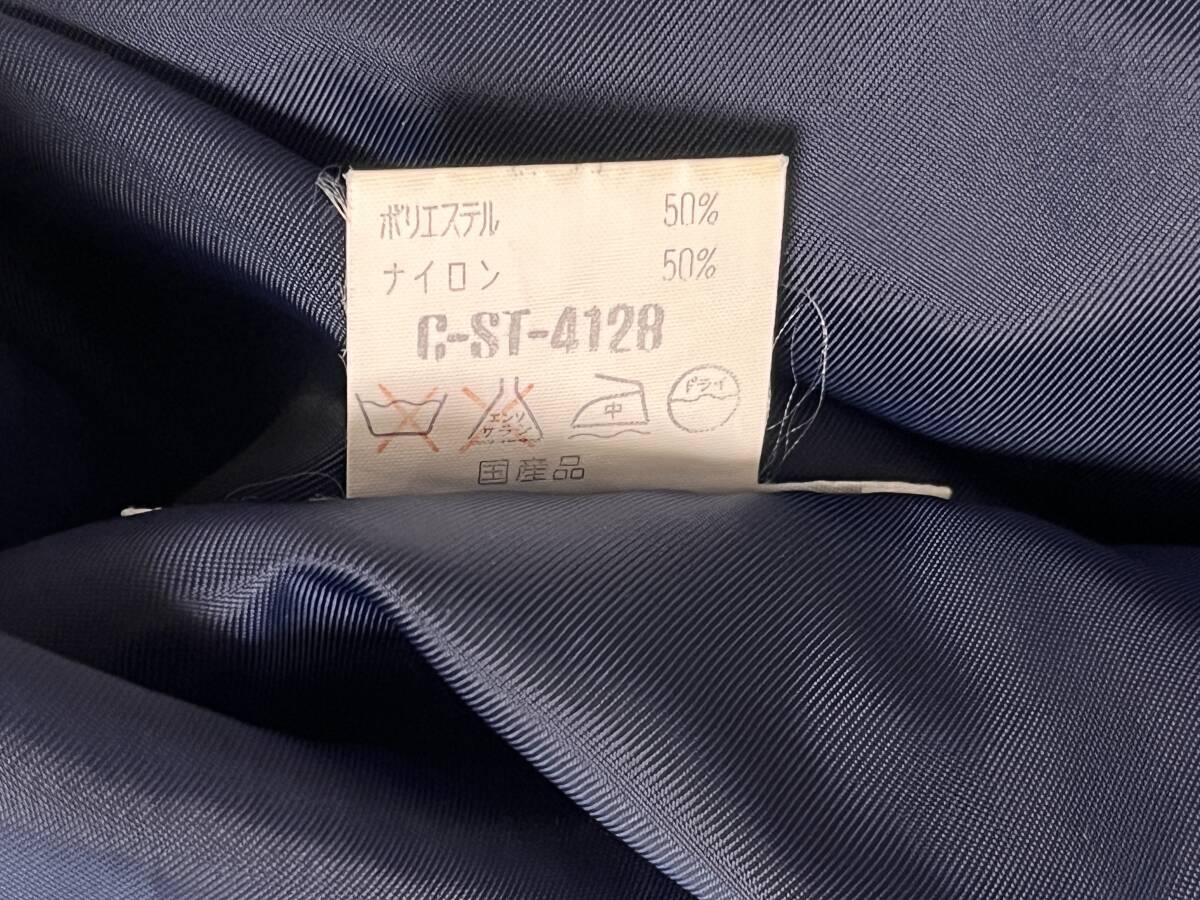 ポリエステル 50%
ナイロン 50%
C-ST-4128
エンソ
サラシ
中
ドライ
国産品